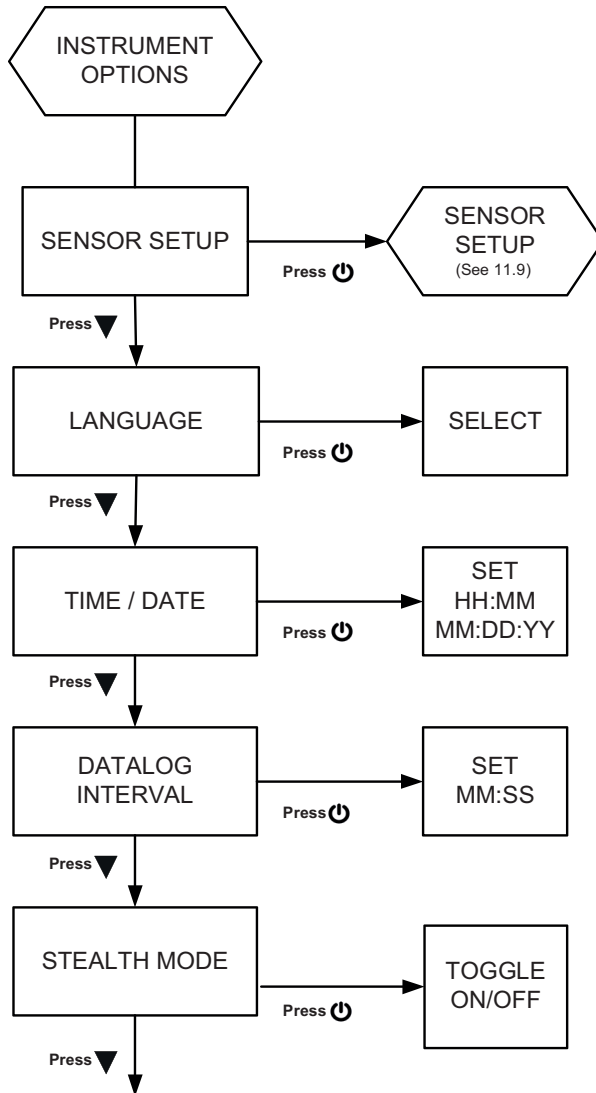 INSTRUMENT
OPTIONS
SENSOR SETUP
Press
SENSOR
SETUP
(See 11.9)
Press
LANGUAGE
Press
SELECT
Press
TIME / DATE
Press
SET
HH:MM
MM:DD:YY
Press
DATALOG
INTERVAL
Press
SET
MM:SS
Press
STEALTH MODE
Press
TOGGLE
ON/OFF
Press